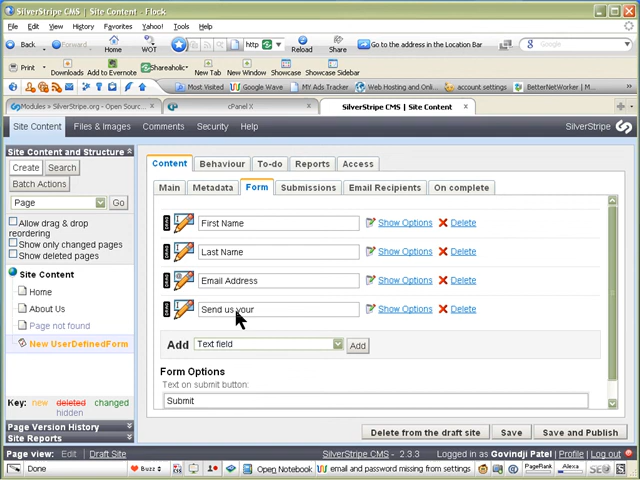 SilverStripe CMS - Site Content - Flock
File Edit View History Favorites Yahoo! Tools Help
Back Forward Home WOT http Reload Share Go to the address in the Location Bar Google
Print Downloads Add to Evernote Shareaholic New Tab New Window Showcase Showcase Sidebar
Most Visited Google Wave MY Ads Tracker Web Hosting and Onli... account settings BetterNetWorker | A...
Modules » SilverStripe.org - Open Sourc... cPanel X SilverStripe CMS | Site Content
Site Content Files & Images Comments Security Help SilverStripe
Site Content and Structure
Create Search
Batch Actions
Page Go
Allow drag & drop
reordering
Show only changed pages
Show deleted pages
Site Content
Home
About Us
Page not found
New UserDefinedForm
Key: new deleted changed
hidden
Page Version History
Site Reports
Content Behaviour To-do Reports Access
Main Metadata Form Submissions Email Recipients On complete
First Name Show Options Delete
Last Name Show Options Delete
Email Address Show Options Delete
Send us your Show Options Delete
Add Text field Add
Form Options
Text on submit button:
Submit
Delete from the draft site Save Save and Publish
Page view: Edit Draft Site SilverStripe CMS - 2.3.3 Logged in as Govindji Patel | Profile | Log out
Done Buzz Open Notebook email and password missing from settings PageRank Alexa SEO